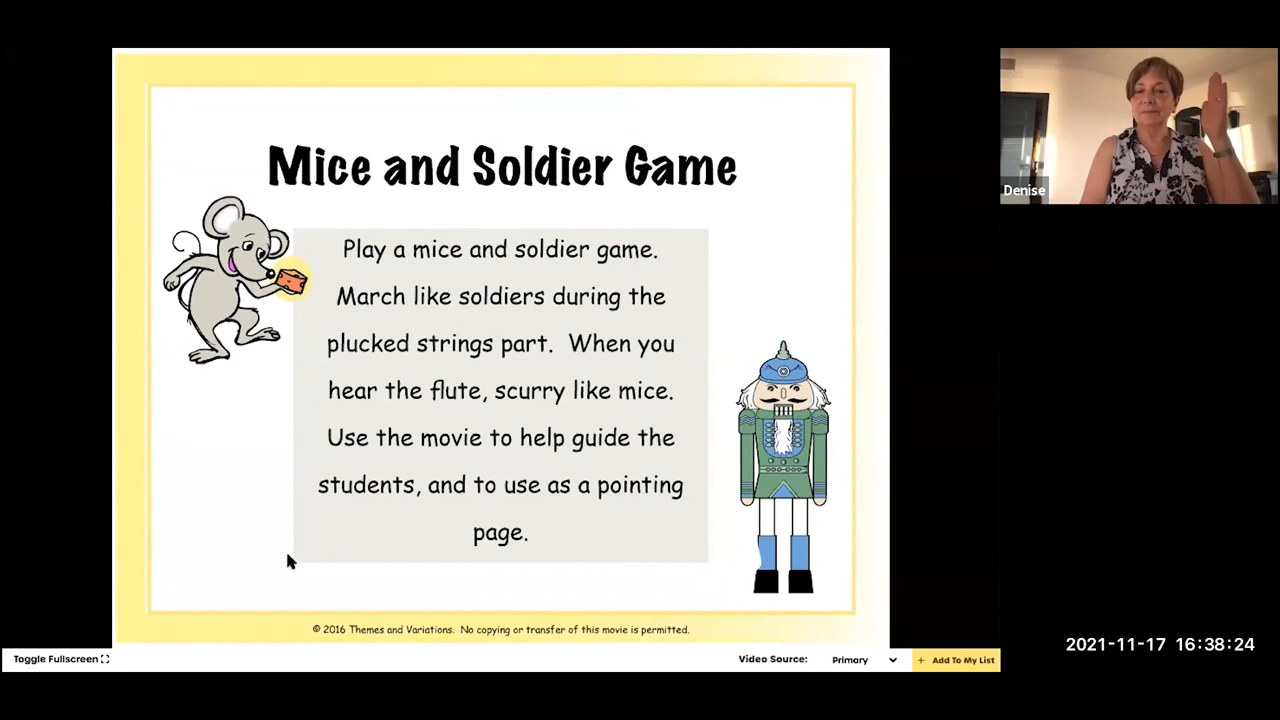 Mice and Soldier Game
Play a mice and soldier game.
March like soldiers during the
plucked strings part.  When you
hear the flute, scurry like mice.
Use the movie to help guide the
students, and to use as a pointing
page.
© 2016 Themes and Variations.  No copying or transfer of this movie is permitted.
Toggle Fullscreen
Video Source:
Primary
+ Add To My List
Denise
2021-11-17 16:38:24